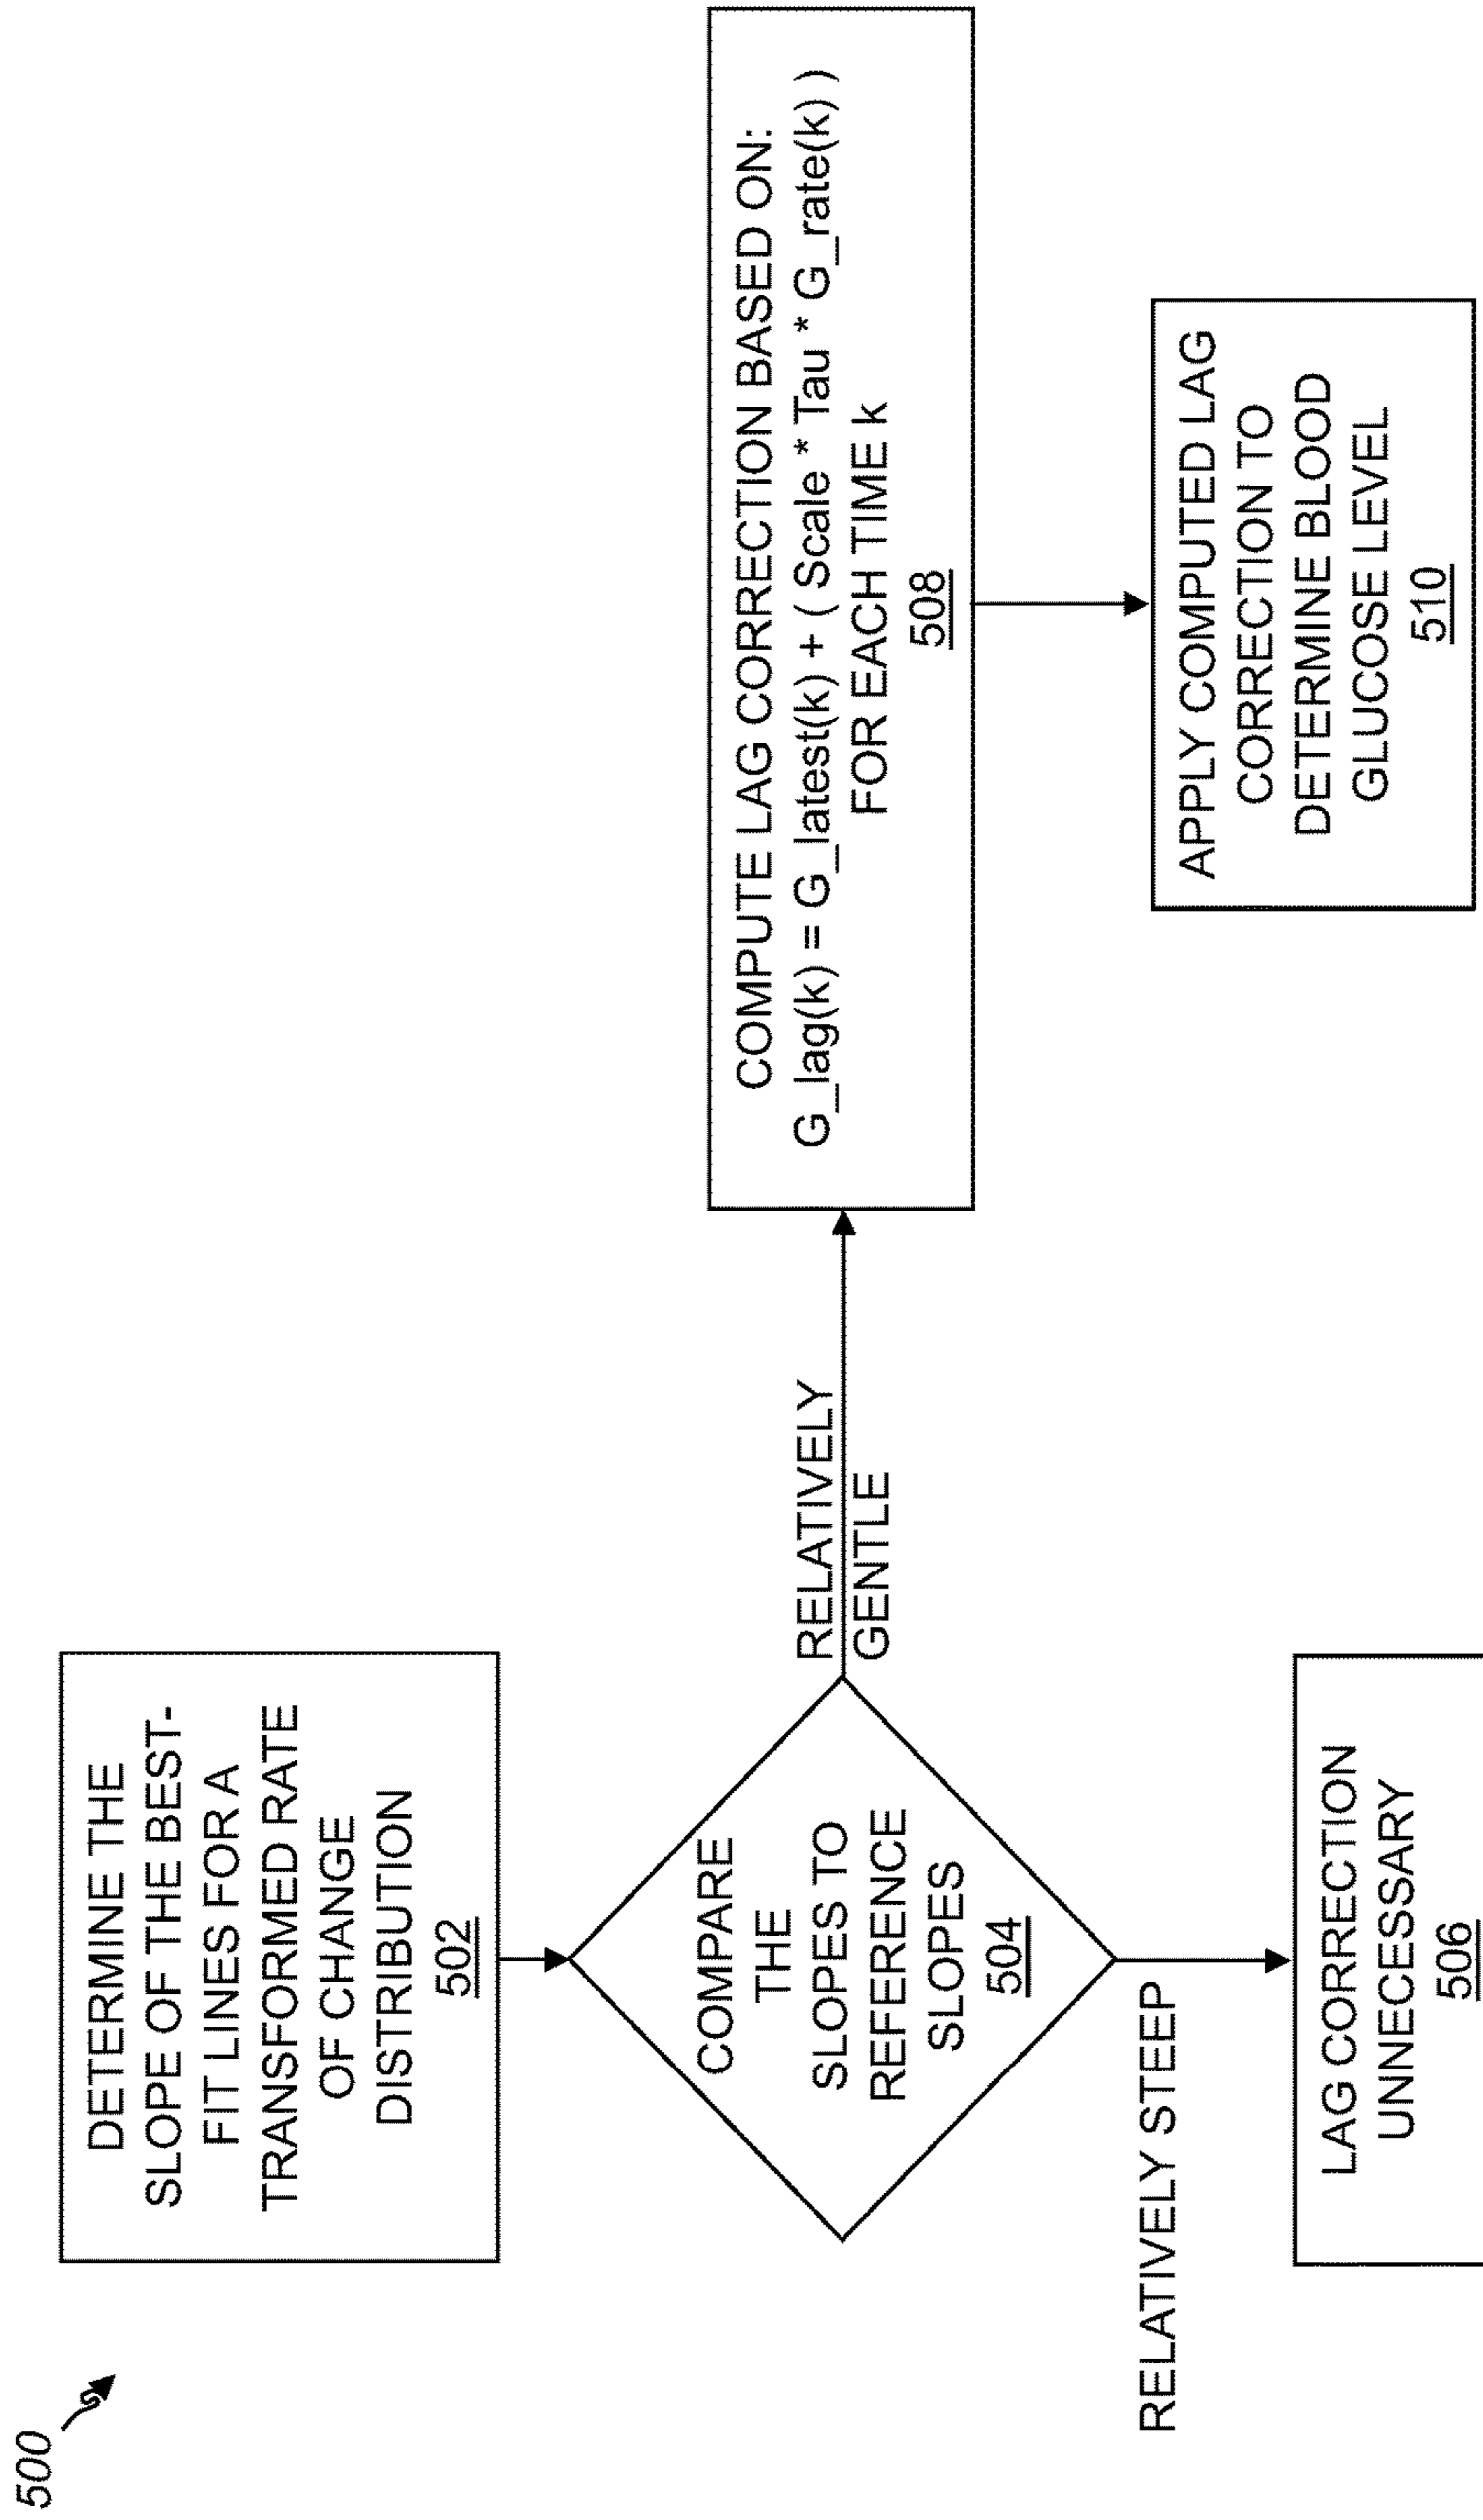 500
DETERMINE THE
SLOPE OF THE BEST-
FIT LINES FOR A
TRANSFORMED RATE
OF CHANGE
DISTRIBUTION
502
COMPARE
THE
SLOPES TO
REFERENCE
SLOPES
504
RELATIVELY STEEP
LAG CORRECTION
UNNECESSARY
506
RELATIVELY
GENTLE
COMPUTE LAG CORRECTION BASED ON:
G_lag(k) = G_latest(k) + ( Scale * Tau * G_rate(k) )
FOR EACH TIME k
508
APPLY COMPUTED LAG
CORRECTION TO
DETERMINE BLOOD
GLUCOSE LEVEL
510